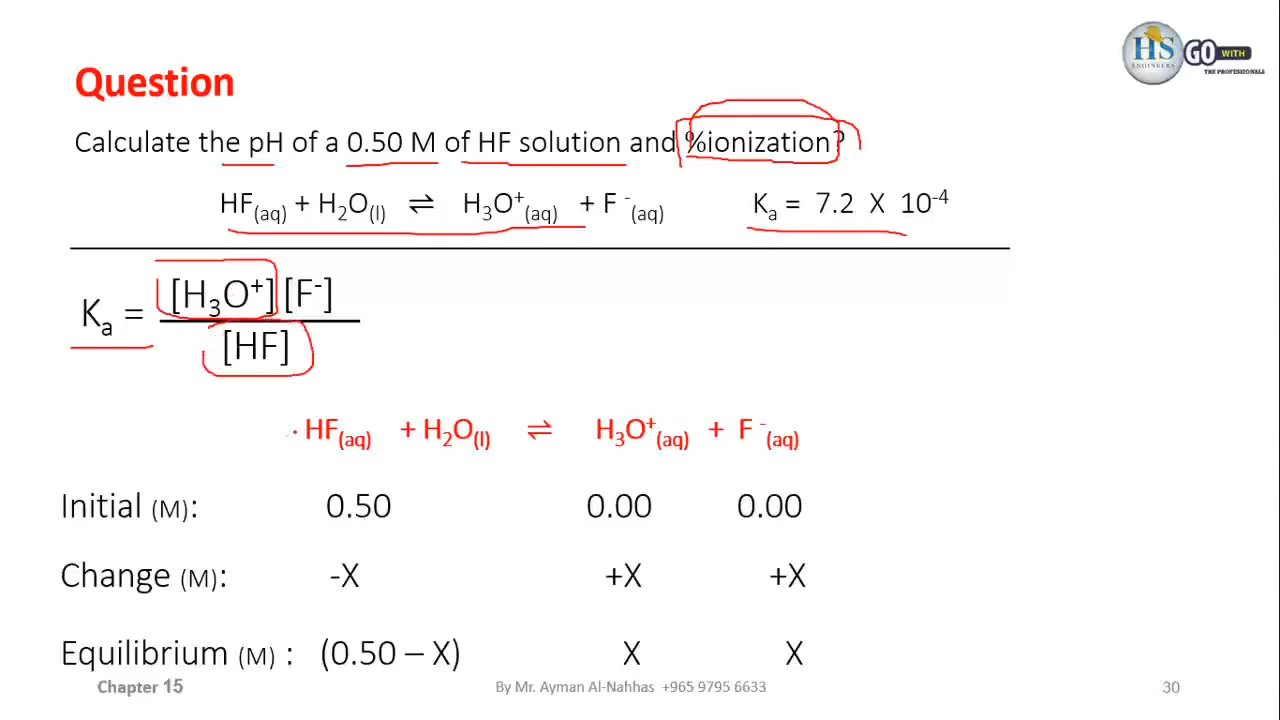 HS
ENGINEERS
GO WITH
THE PROFESSIONALS
Question
Calculate the pH of a 0.50 M of HF solution and %ionization?
HF(aq) + H₂O(l) ⇌ H₃O⁺(aq) + F⁻(aq) Kₐ = 7.2 X 10⁻⁴
Kₐ = [H₃O⁺] [F⁻]
[HF]
HF(aq) + H₂O(l) ⇌ H₃O⁺(aq) + F⁻(aq)
Initial (M): 0.50 0.00 0.00
Change (M): -X +X +X
Equilibrium (M) : (0.50 – X) X X
Chapter 15 By Mr. Ayman Al-Nahhas +965 9795 6633 30